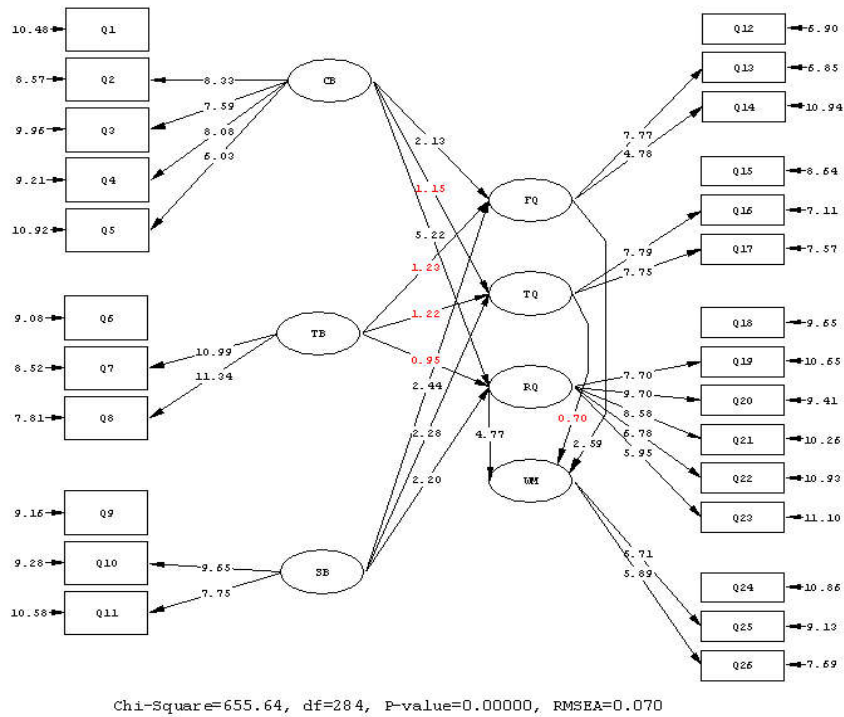 10.48
Q1
8.57
Q2
9.96
Q3
9.21
Q4
10.92
Q5
9.08
Q6
8.52
Q7
7.81
Q8
9.16
Q9
9.28
Q10
10.58
Q11
8.33
7.59
8.08
6.03
10.99
11.34
9.65
7.75
CB
TB
SB
2.13
1.15
5.22
1.23
1.22
0.95
2.44
2.28
2.20
FQ
TQ
RQ
WM
4.77
0.70
2.59
7.77
4.78
7.79
7.75
7.70
9.70
8.58
6.78
5.95
6.71
5.89
Q12
6.90
Q13
6.85
Q14
10.94
Q15
8.64
Q16
7.11
Q17
7.57
Q18
9.65
Q19
10.65
Q20
9.41
Q21
10.26
Q22
10.93
Q23
11.10
Q24
10.86
Q25
9.13
Q26
7.69
Chi-Square=655.64, df=284, P-value=0.00000, RMSEA=0.070